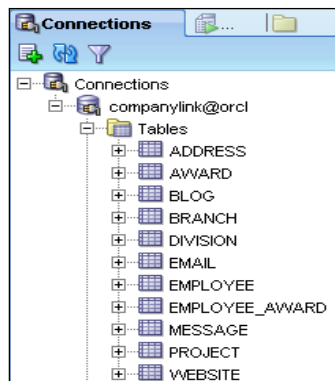 Connections
...
Connections
companylink@orcl
Tables
ADDRESS
AWARD
BLOG
BRANCH
DIVISION
EMAIL
EMPLOYEE
EMPLOYEE_AWARD
MESSAGE
PROJECT
WEBSITE